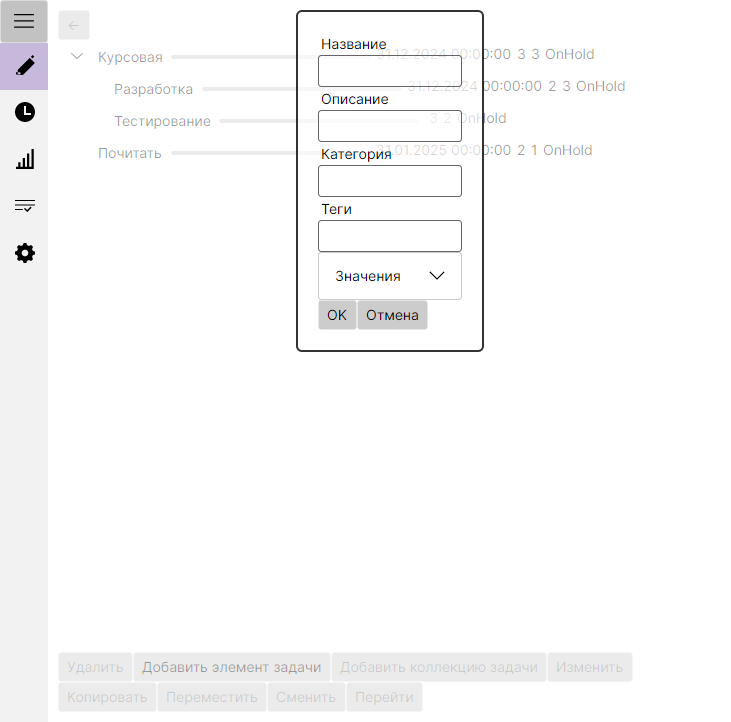 ←
Название
Курсовая 31.12.2024 00:00:00 3 3 OnHold
Разработка 31.12.2024 00:00:00 2 3 OnHold
Описание
Тестирование 3 2 OnHold
Почитать 31.01.2025 00:00:00 2 1 OnHold
Категория
Теги
Значения
OK Отмена
Удалить Добавить элемент задачи Добавить коллекцию задачи Изменить
Копировать Переместить Сменить Перейти